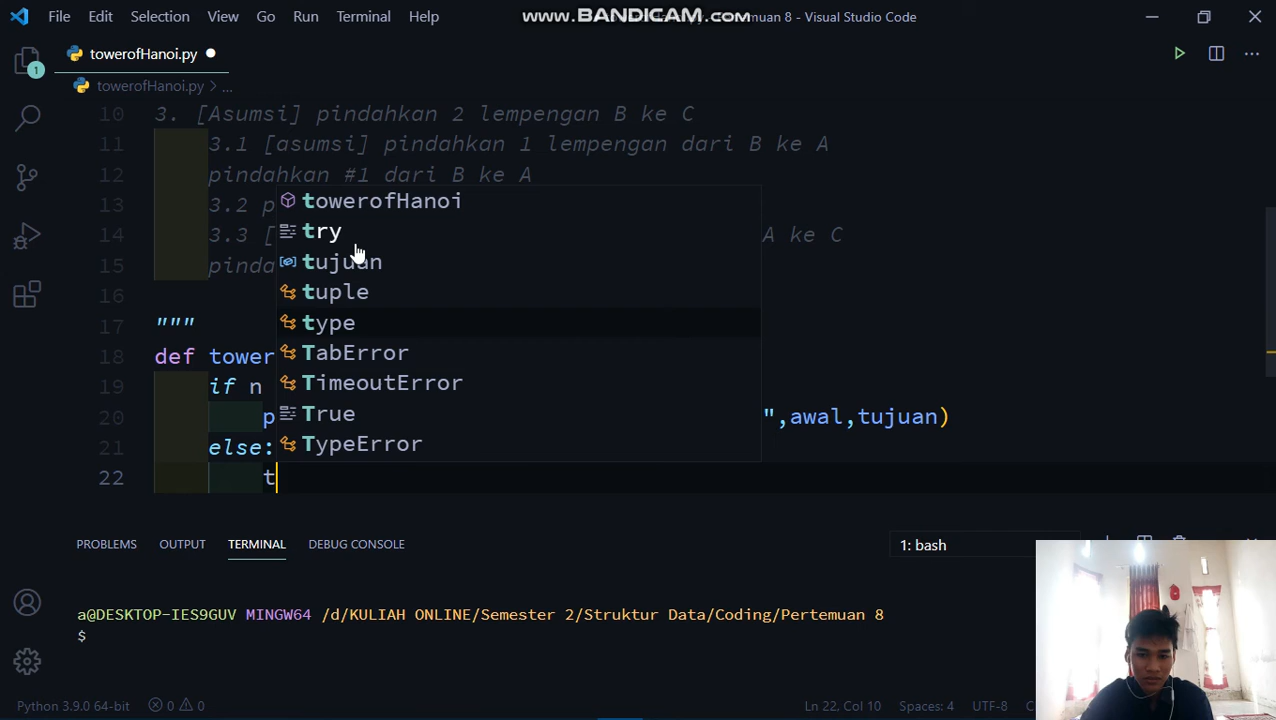 File Edit Selection View Go Run Terminal Help
www.BANDICAM.com
muan 8 - Visual Studio Code
towerofHanoi.py
1
towerofHanoi.py > ...
10 3. [Asumsi] pindahkan 2 lempengan B ke C
11 3.1 [asumsi] pindahkan 1 lempengan dari B ke A
12 pindahkan #1 dari B ke A
13 3.2 p
14 3.3 [ A ke C
15 pinda
16
17 """
18 def tower
19 if n
20 p ",awal,tujuan)
21 else:
22 t
towerofHanoi
try
tujuan
tuple
type
TabError
TimeoutError
True
TypeError
PROBLEMS OUTPUT TERMINAL DEBUG CONSOLE
1: bash
a@DESKTOP-IES9GUV MINGW64 /d/KULIAH ONLINE/Semester 2/Struktur Data/Coding/Pertemuan 8
$
Python 3.9.0 64-bit 0 0 Ln 22, Col 10 Spaces: 4 UTF-8